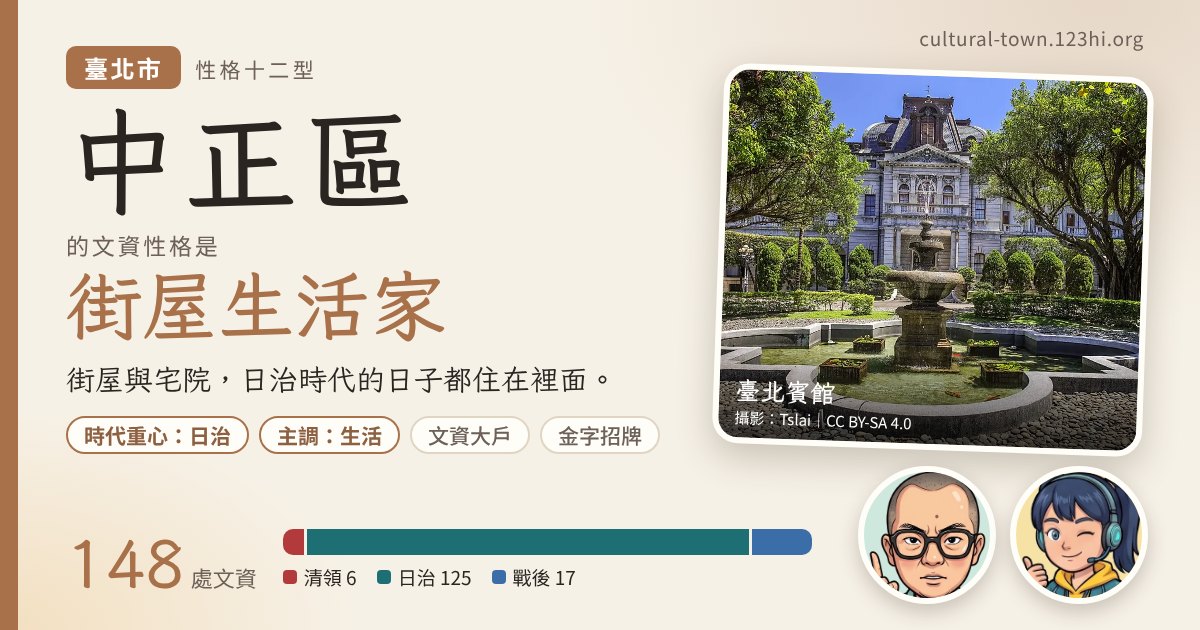 臺北市 性格十二型
cultural-town.123hi.org
中正區
的文資性格是
街屋生活家
街屋與宅院，日治時代的日子都住在裡面。
時代重心：日治 主調：生活 文資大戶 金字招牌
臺北賓館
攝影：Tslai｜CC BY-SA 4.0
148 處文資
清領 6 日治 125 戰後 17